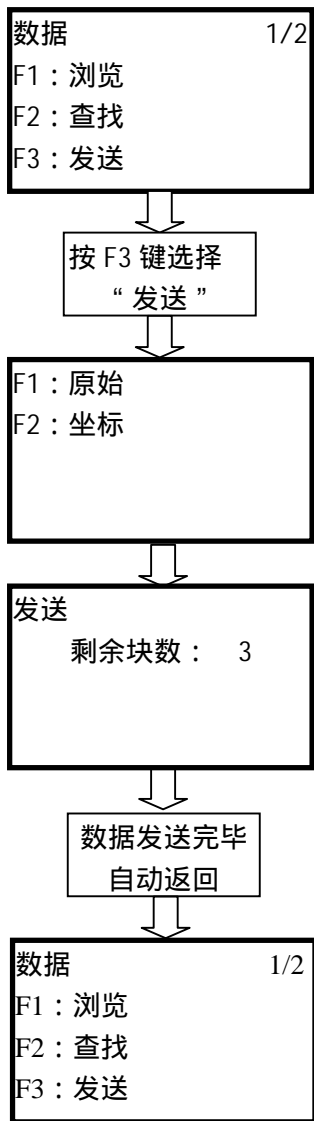 数据 1/2
F1：浏览
F2：查找
F3：发送
按 F3 键选择
“发送”
F1：原始
F2：坐标
发送
剩余块数： 3
数据发送完毕
自动返回
数据 1/2
F1：浏览
F2：查找
F3：发送